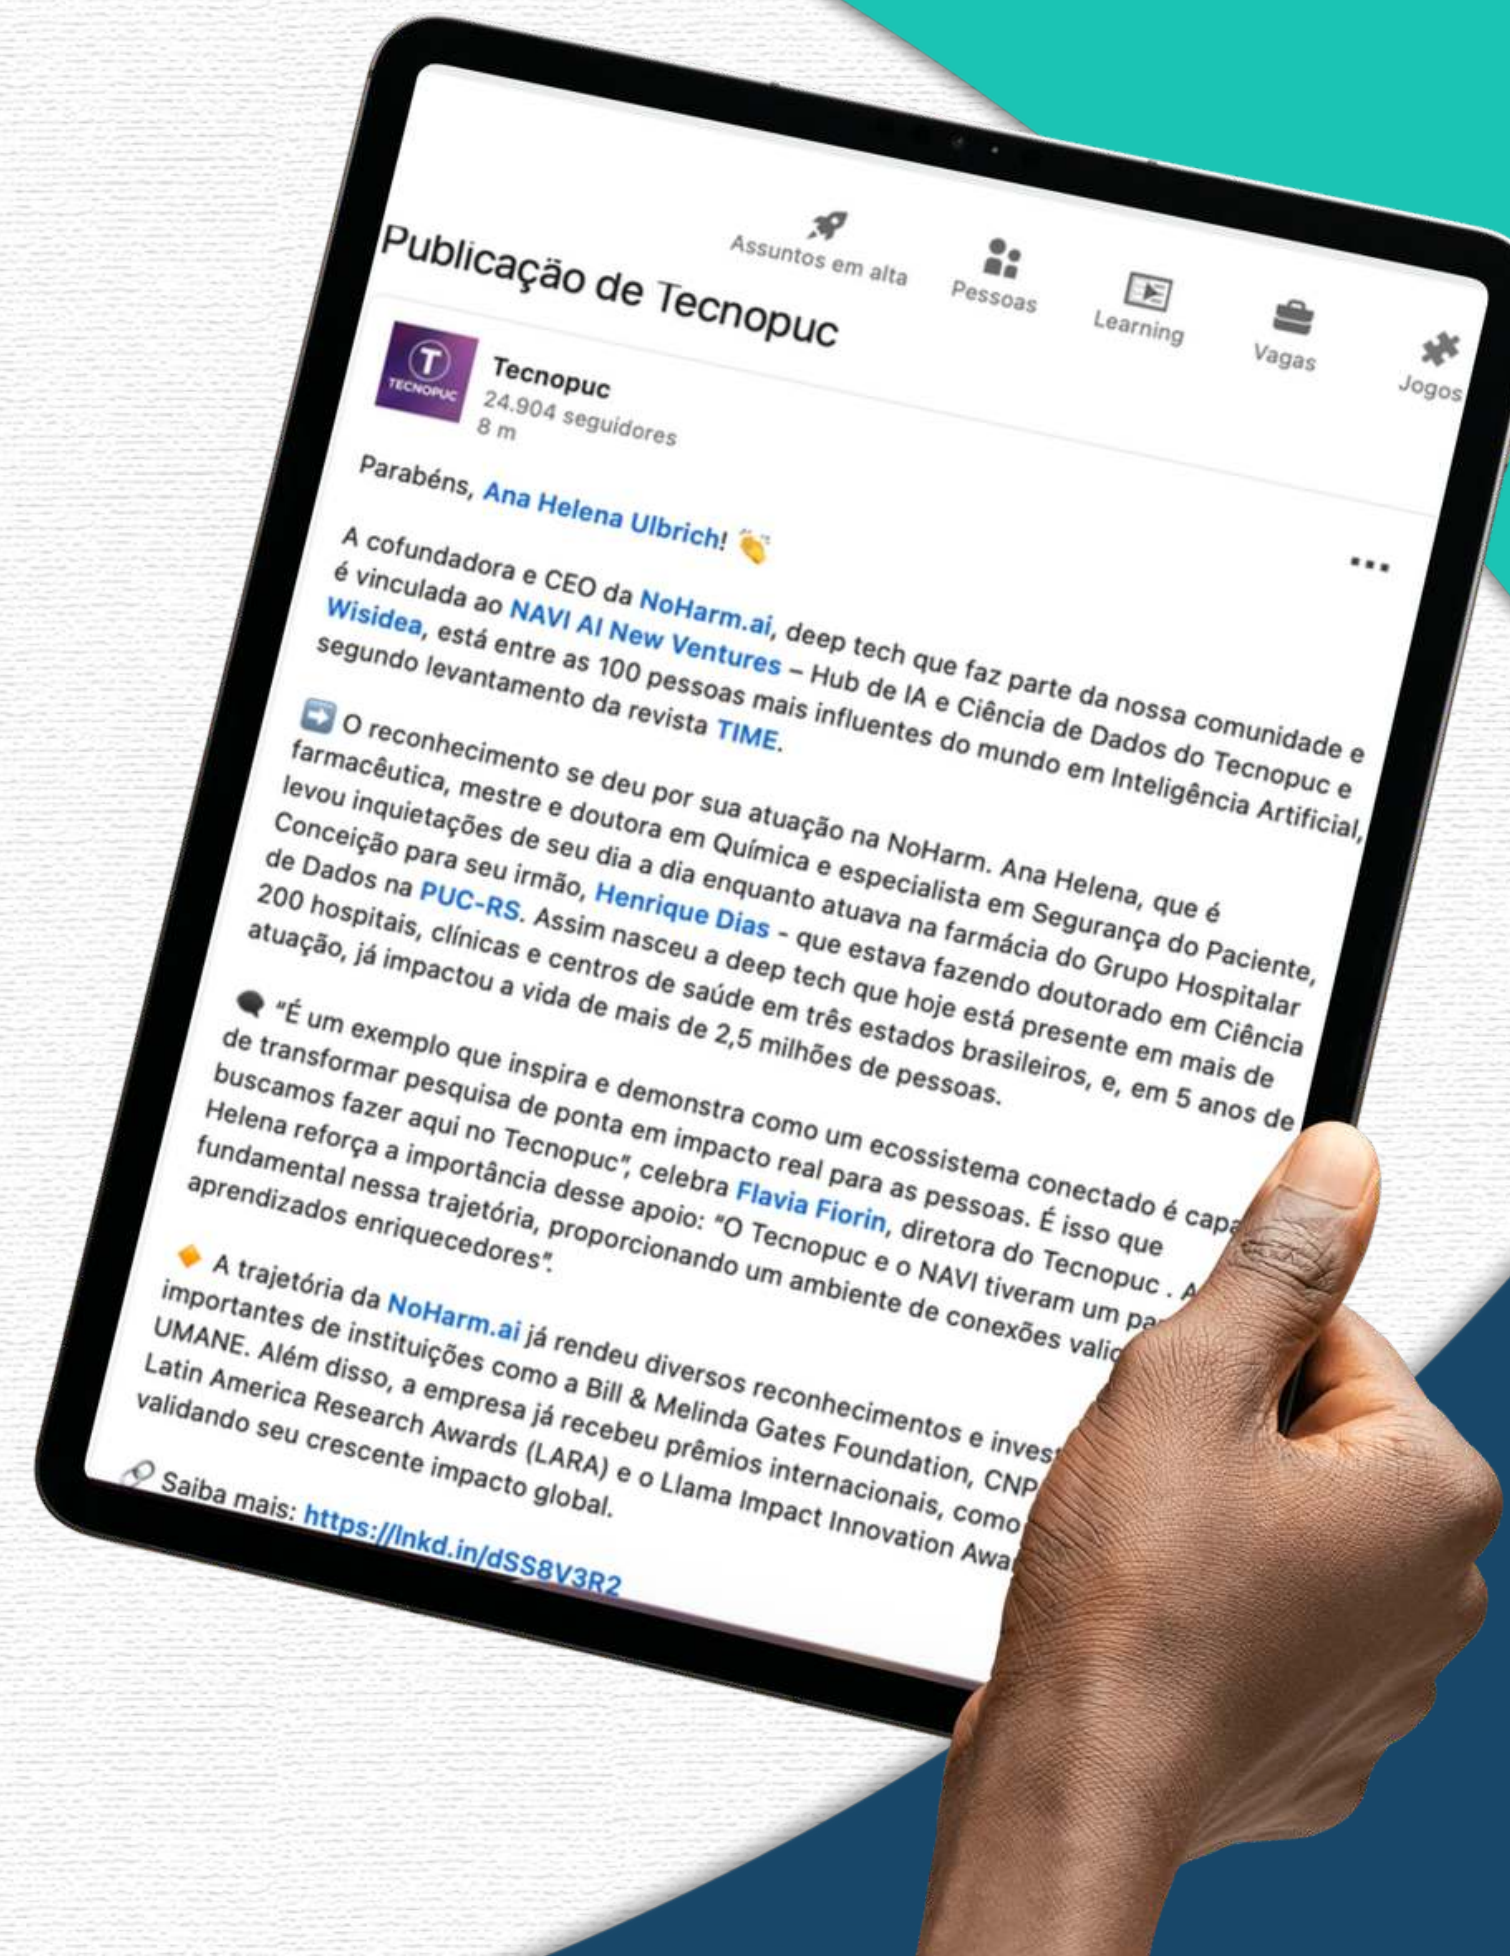 Assuntos em alta
Pessoas
Learning
Vagas
Jogos
Publicação de Tecnopuc
T
TECNOPUC
Tecnopuc
24.904 seguidores
8 m
Parabéns, Ana Helena Ulbrich! 👏
A cofundadora e CEO da NoHarm.ai, deep tech que faz parte da nossa comunidade e
é vinculada ao NAVI AI New Ventures – Hub de IA e Ciência de Dados do Tecnopuc e
Wisidea, está entre as 100 pessoas mais influentes do mundo em Inteligência Artificial,
segundo levantamento da revista TIME.
➡️ O reconhecimento se deu por sua atuação na NoHarm. Ana Helena, que é
farmacêutica, mestre e doutora em Química e especialista em Segurança do Paciente,
levou inquietações de seu dia a dia enquanto atuava na farmácia do Grupo Hospitalar
Conceição para seu irmão, Henrique Dias - que estava fazendo doutorado em Ciência
de Dados na PUC-RS. Assim nasceu a deep tech que hoje está presente em mais de
200 hospitais, clínicas e centros de saúde em três estados brasileiros, e, em 5 anos de
atuação, já impactou a vida de mais de 2,5 milhões de pessoas.
🗨️ "É um exemplo que inspira e demonstra como um ecossistema conectado é capa
de transformar pesquisa de ponta em impacto real para as pessoas. É isso que
buscamos fazer aqui no Tecnopuc", celebra Flavia Fiorin, diretora do Tecnopuc . A
Helena reforça a importância desse apoio: "O Tecnopuc e o NAVI tiveram um pa
fundamental nessa trajetória, proporcionando um ambiente de conexões valio
aprendizados enriquecedores".
🔸 A trajetória da NoHarm.ai já rendeu diversos reconhecimentos e inves
importantes de instituições como a Bill & Melinda Gates Foundation, CNP
UMANE. Além disso, a empresa já recebeu prêmios internacionais, como
Latin America Research Awards (LARA) e o Llama Impact Innovation Awa
validando seu crescente impacto global.
🔗 Saiba mais: https://lnkd.in/dSS8V3R2